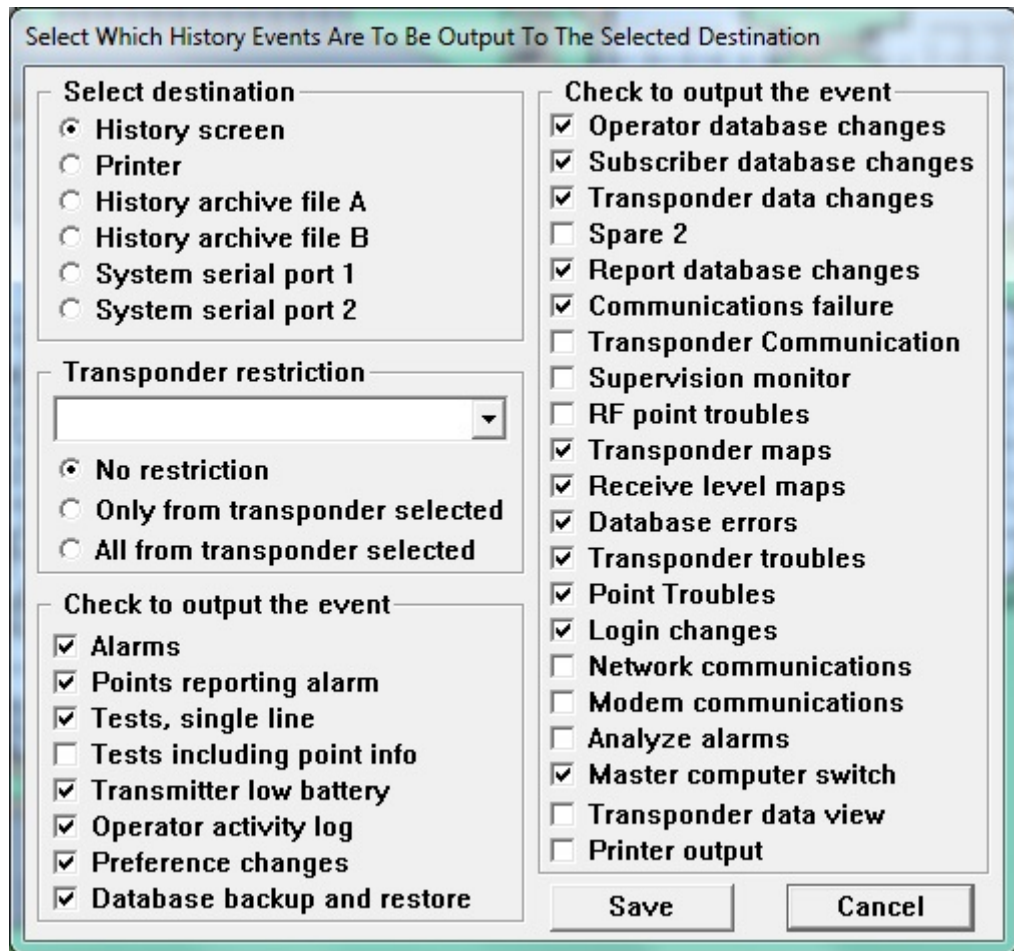 Select Which History Events Are To Be Output To The Selected Destination
Select destination
History screen
Printer
History archive file A
History archive file B
System serial port 1
System serial port 2
Transponder restriction
No restriction
Only from transponder selected
All from transponder selected
Check to output the event
Alarms
Points reporting alarm
Tests, single line
Tests including point info
Transmitter low battery
Operator activity log
Preference changes
Database backup and restore
Check to output the event
Operator database changes
Subscriber database changes
Transponder data changes
Spare 2
Report database changes
Communications failure
Transponder Communication
Supervision monitor
RF point troubles
Transponder maps
Receive level maps
Database errors
Transponder troubles
Point Troubles
Login changes
Network communications
Modem communications
Analyze alarms
Master computer switch
Transponder data view
Printer output
Save
Cancel